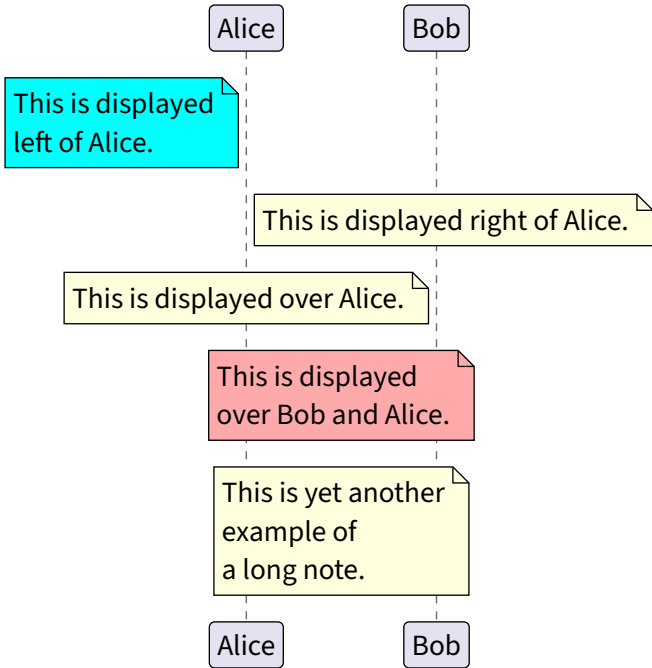 Alice
Bob
This is displayed
left of Alice.
This is displayed right of Alice.
This is displayed over Alice.
This is displayed
over Bob and Alice.
This is yet another
example of
a long note.
Alice
Bob